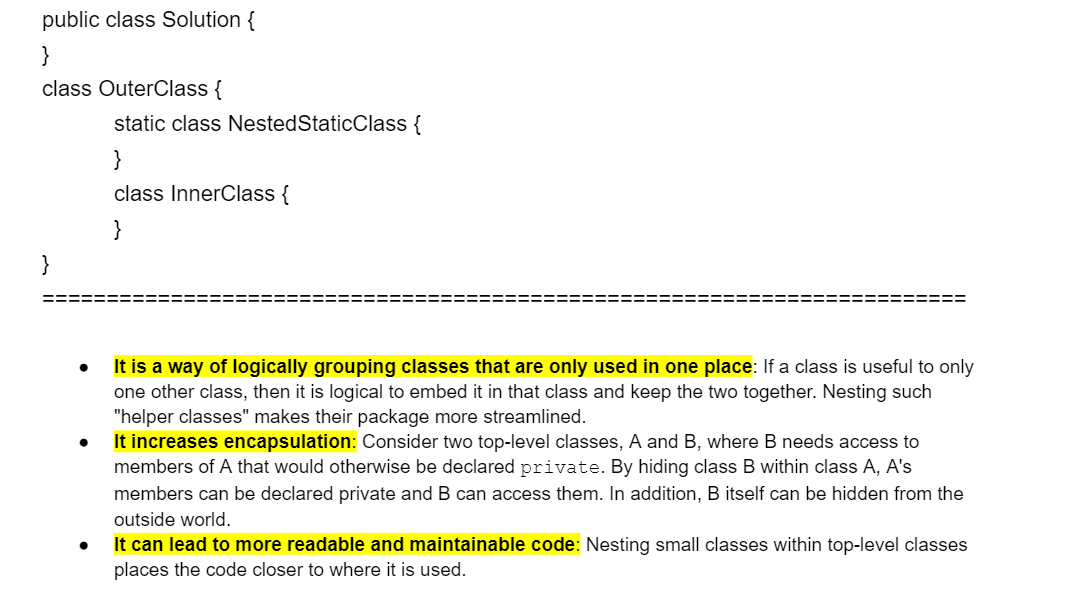 public class Solution {
}
class OuterClass {
static class NestedStaticClass {
}
class InnerClass {
}
}
========================================================================
● It is a way of logically grouping classes that are only used in one place: If a class is useful to only
one other class, then it is logical to embed it in that class and keep the two together. Nesting such
"helper classes" makes their package more streamlined.
● It increases encapsulation: Consider two top-level classes, A and B, where B needs access to
members of A that would otherwise be declared private. By hiding class B within class A, A's
members can be declared private and B can access them. In addition, B itself can be hidden from the
outside world.
● It can lead to more readable and maintainable code: Nesting small classes within top-level classes
places the code closer to where it is used.